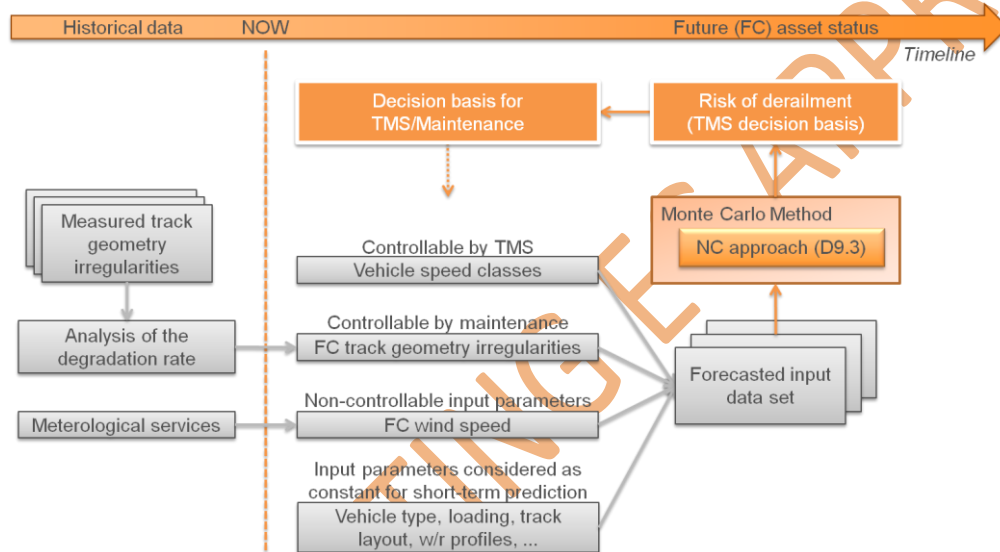 Historical data
NOW
Future (FC) asset status
Timeline
Decision basis for
TMS/Maintenance
Risk of derailment
(TMS decision basis)
Measured track
geometry
irregularities
Monte Carlo Method
NC approach (D9.3)
Controllable by TMS
Vehicle speed classes
Analysis of the
degradation rate
Controllable by maintenance
FC track geometry irregularities
Forecasted input
data set
Meterological services
Non-controllable input parameters
FC wind speed
Input parameters considered as
constant for short-term prediction
Vehicle type, loading, track
layout, w/r profiles, ...